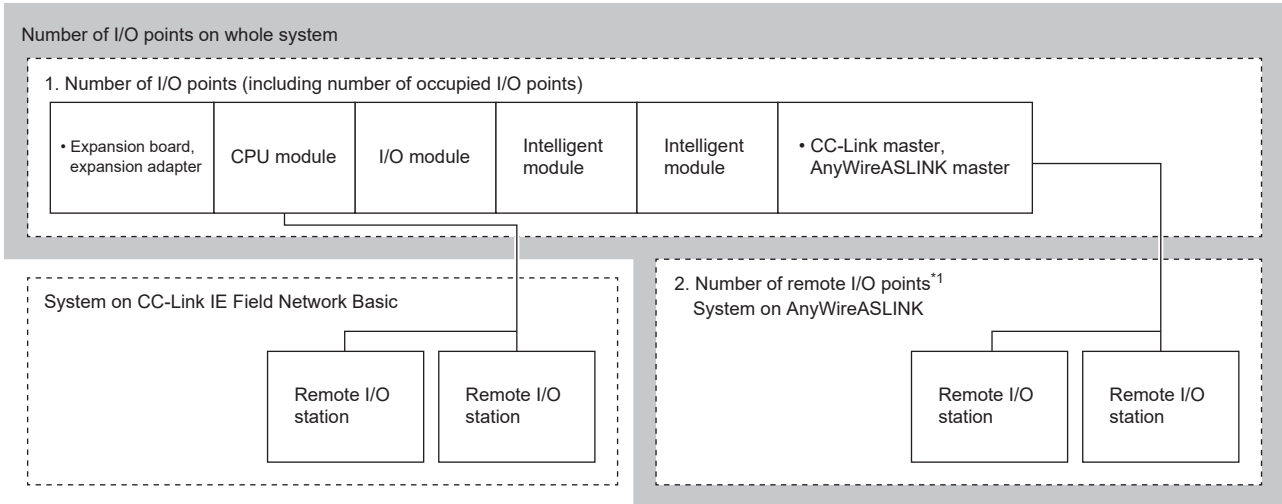 Number of I/O points on whole system
1. Number of I/O points (including number of occupied I/O points)
• Expansion board,
expansion adapter
CPU module
I/O module
Intelligent
module
Intelligent
module
• CC-Link master,
AnyWireASLINK master
System on CC-Link IE Field Network Basic
Remote I/O
station
Remote I/O
station
2. Number of remote I/O points*1
System on AnyWireASLINK
Remote I/O
station
Remote I/O
station